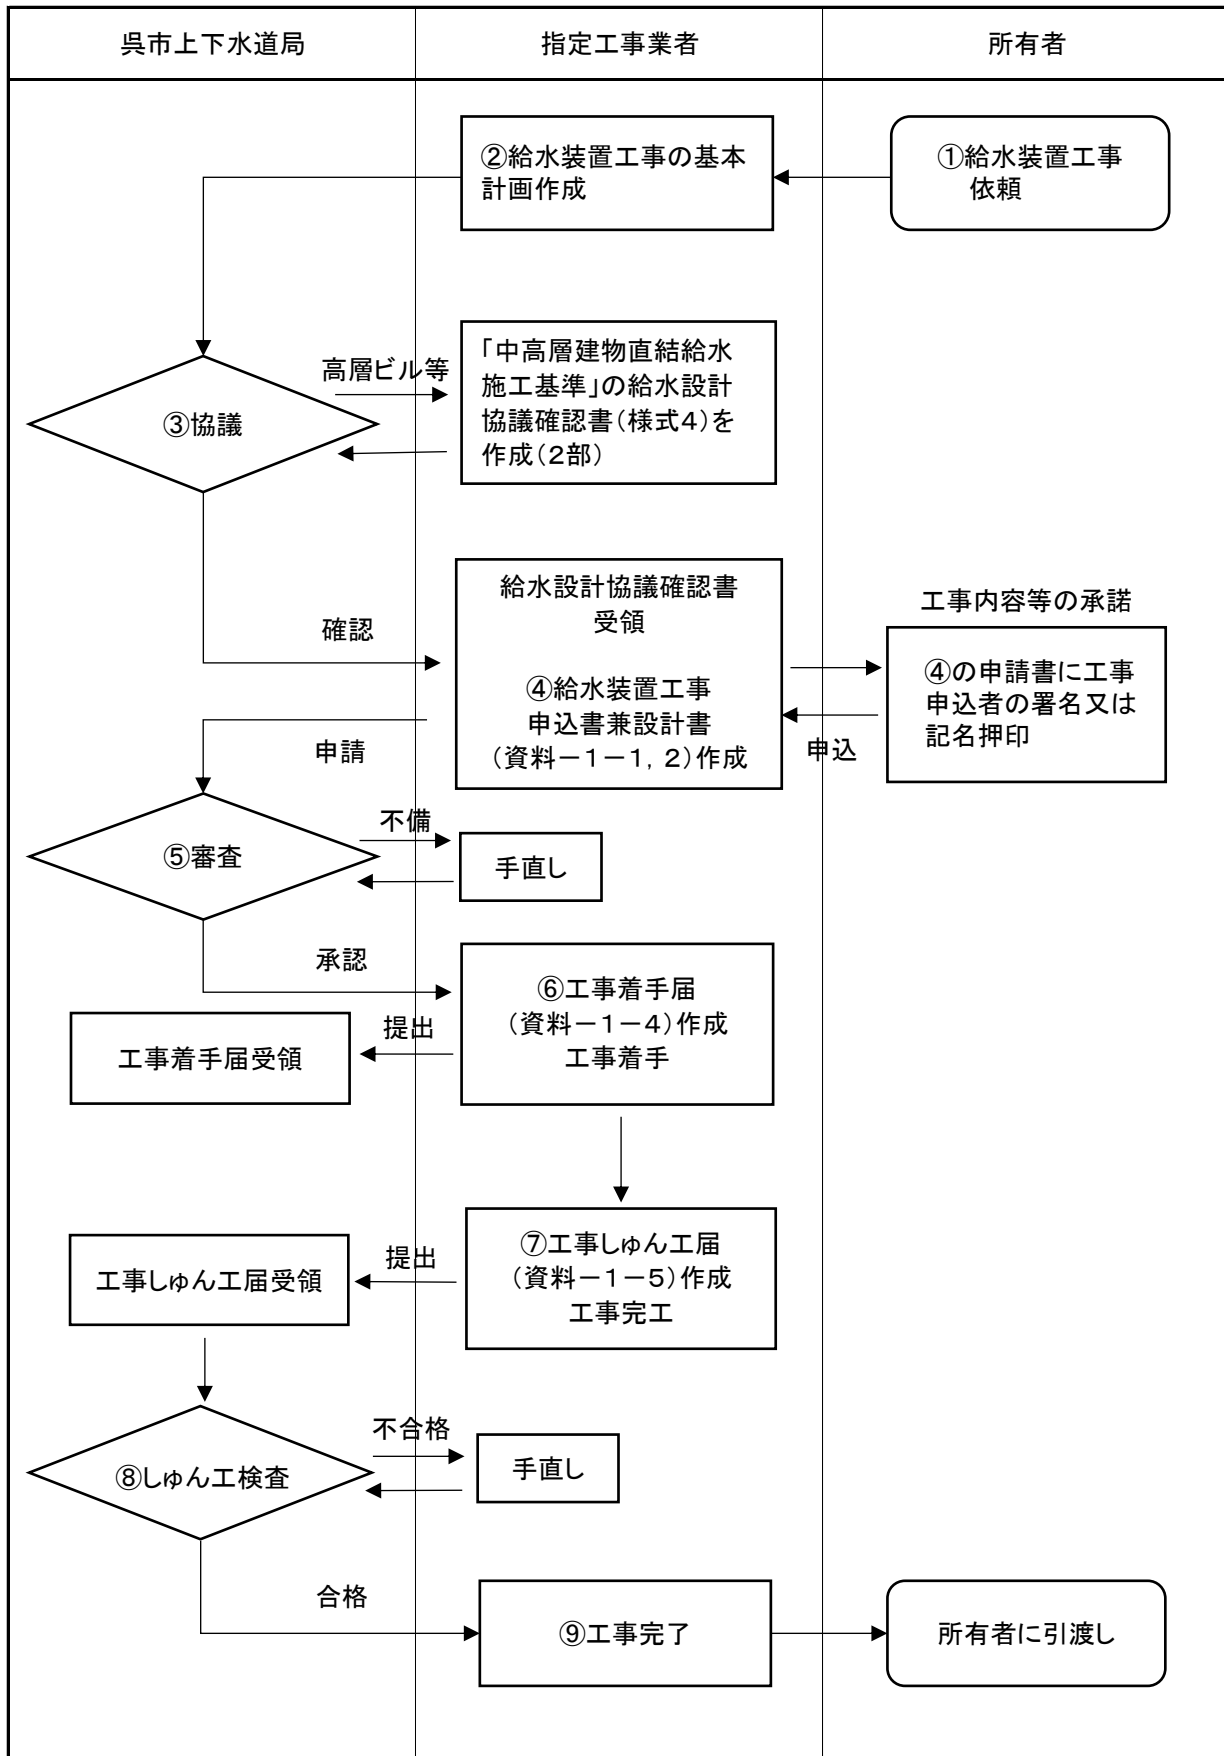 呉市上下水道局
指定工事業者
所有者
①給水装置工事
依頼
②給水装置工事の基本
計画作成
③協議
高層ビル等
「中高層建物直結給水
施工基準」の給水設計
協議確認書(様式4)を
作成(2部)
確認
給水設計協議確認書
受領
④給水装置工事
申込書兼設計書
(資料-1-1,2)作成
工事内容等の承諾
④の申請書に工事
申込者の署名又は
記名押印
申込
申請
⑤審査
不備
手直し
承認
⑥工事着手届
(資料-1-4)作成
工事着手
提出
工事着手届受領
⑦工事しゅん工届
(資料-1-5)作成
工事完工
提出
工事しゅん工届受領
⑧しゅん工検査
不合格
手直し
合格
⑨工事完了
所有者に引渡し